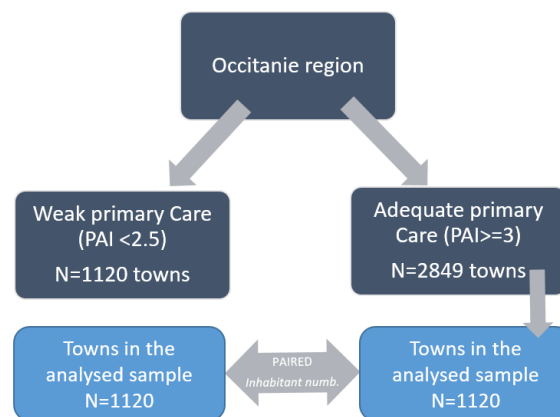 Occitanie region
Weak primary Care
(PAI <2.5)
N=1120 towns
Adequate primary
Care (PAI>=3)
N=2849 towns
Towns in the
analysed sample
N=1120
PAIRED
Inhabitant numb.
Towns in the
analysed sample
N=1120